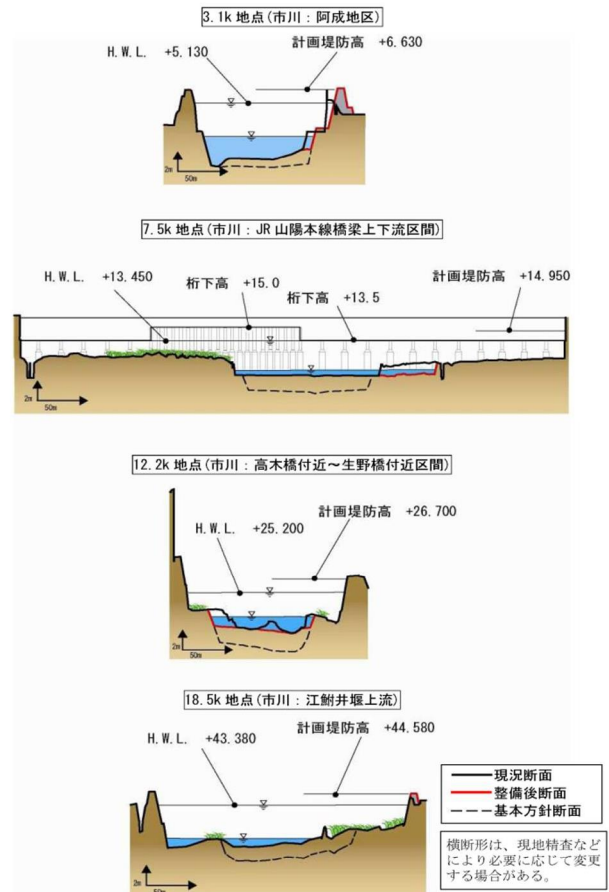 3.1k 地点(市川：阿成地区)
H.W.L. +5.130
計画堤防高 +6.630
2m
50m
7.5k 地点(市川：JR 山陽本線橋梁上下流区間)
H.W.L. +13.450
桁下高 +15.0
桁下高 +13.5
計画堤防高 +14.950
2m
50m
12.2k 地点(市川：高木橋付近～生野橋付近区間)
H.W.L. +25.200
計画堤防高 +26.700
2m
50m
18.5k 地点(市川：江鮒井堰上流)
H.W.L. +43.380
計画堤防高 +44.580
2m
50m
現況断面
整備後断面
基本方針断面
横断形は、現地精査など
により必要に応じて変更
する場合がある。